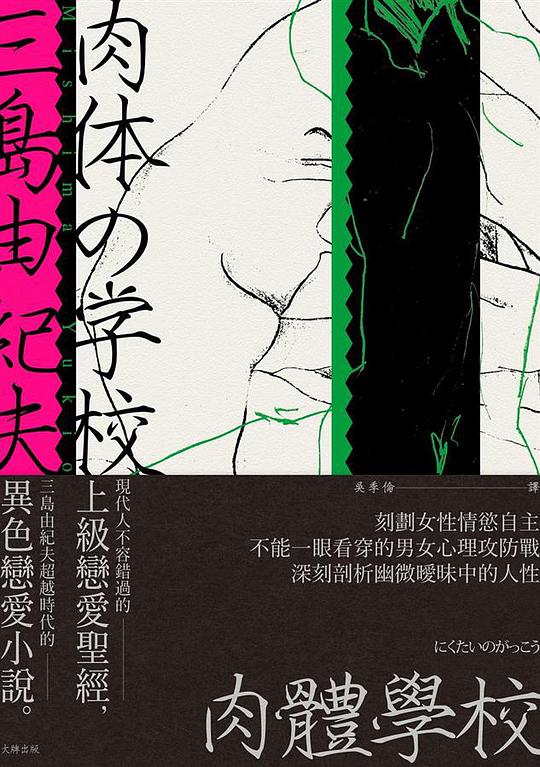 三島由紀夫
Mishima Yukio
肉体の学校
吳季倫
譯
刻劃女性情慾自主
不能一眼看穿的男女心理攻防戰
深刻剖析幽微曖昧中的人性
現代人不容錯過的
上級戀愛聖經，
三島由紀夫超越時代的
異色戀愛小說。
にくたいのがっこう
肉體學校
大牌出版